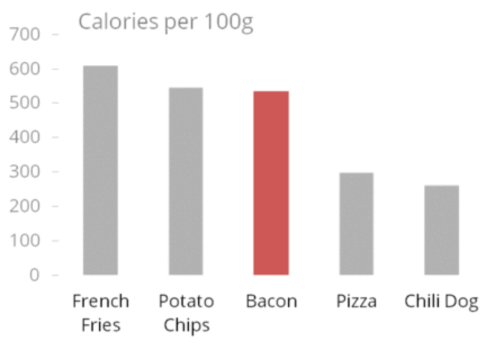 Calories per 100g
700
600
500
400
300
200
100
0
French Fries
Potato Chips
Bacon
Pizza
Chili Dog